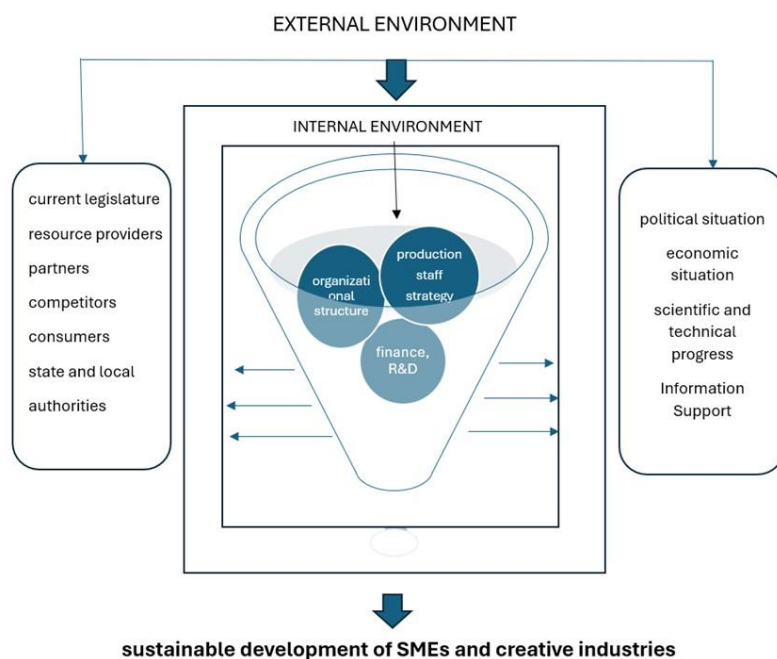 EXTERNAL ENVIRONMENT
INTERNAL ENVIRONMENT
current legislature
resource providers
partners
competitors
consumers
state and local
authorities
organizati
onal
structure
production
staff
strategy
finance,
R&D
political situation
economic
situation
scientific and
technical
progress
Information
Support
sustainable development of SMEs and creative industries